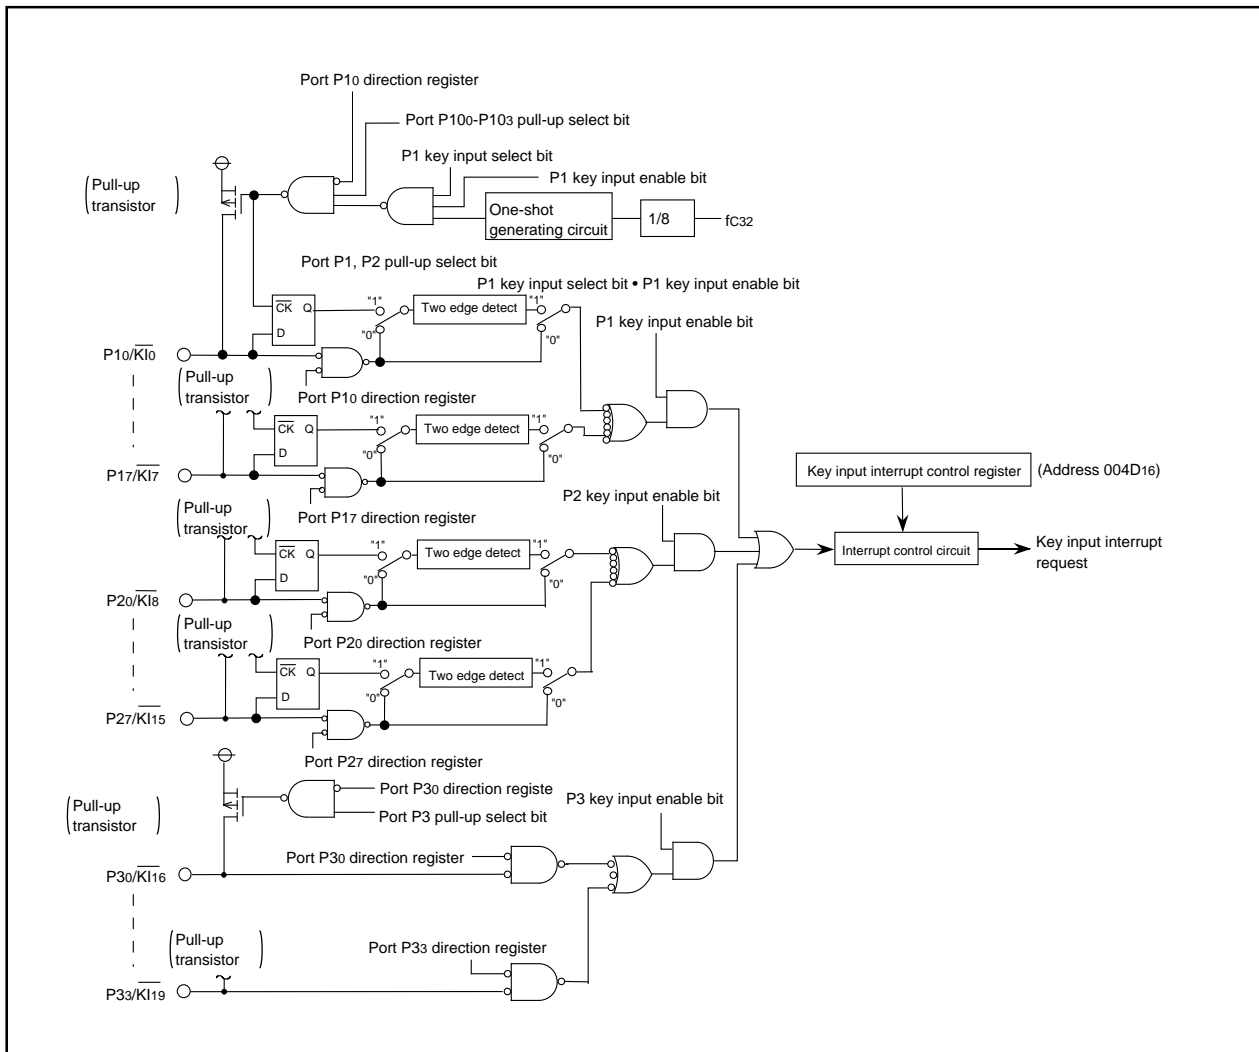 Port P10 direction register
Port P100-P103 pull-up select bit
P1 key input select bit
P1 key input enable bit
(Pull-up
transistor)
One-shot
generating circuit
1/8
fC32
Port P1, P2 pull-up select bit
P1 key input select bit • P1 key input enable bit
CK Q
D
"1"
Two edge detect
"1"
"0"
"0"
P1 key input enable bit
P10/KI0
(Pull-up
transistor)
Port P10 direction register
CK Q
D
"1"
Two edge detect
"1"
"0"
"0"
P17/KI7
Key input interrupt control register
(Address 004D16)
(Pull-up
transistor)
Port P17 direction register
P2 key input enable bit
CK Q
D
"1"
Two edge detect
"1"
"0"
"0"
Interrupt control circuit
Key input interrupt
request
P20/KI8
(Pull-up
transistor)
Port P20 direction register
CK Q
D
"1"
Two edge detect
"1"
"0"
"0"
P27/KI15
Port P27 direction register
(Pull-up
transistor)
Port P30 direction registe
Port P3 pull-up select bit
P3 key input enable bit
Port P30 direction register
P30/KI16
(Pull-up
transistor)
Port P33 direction register
P33/KI19